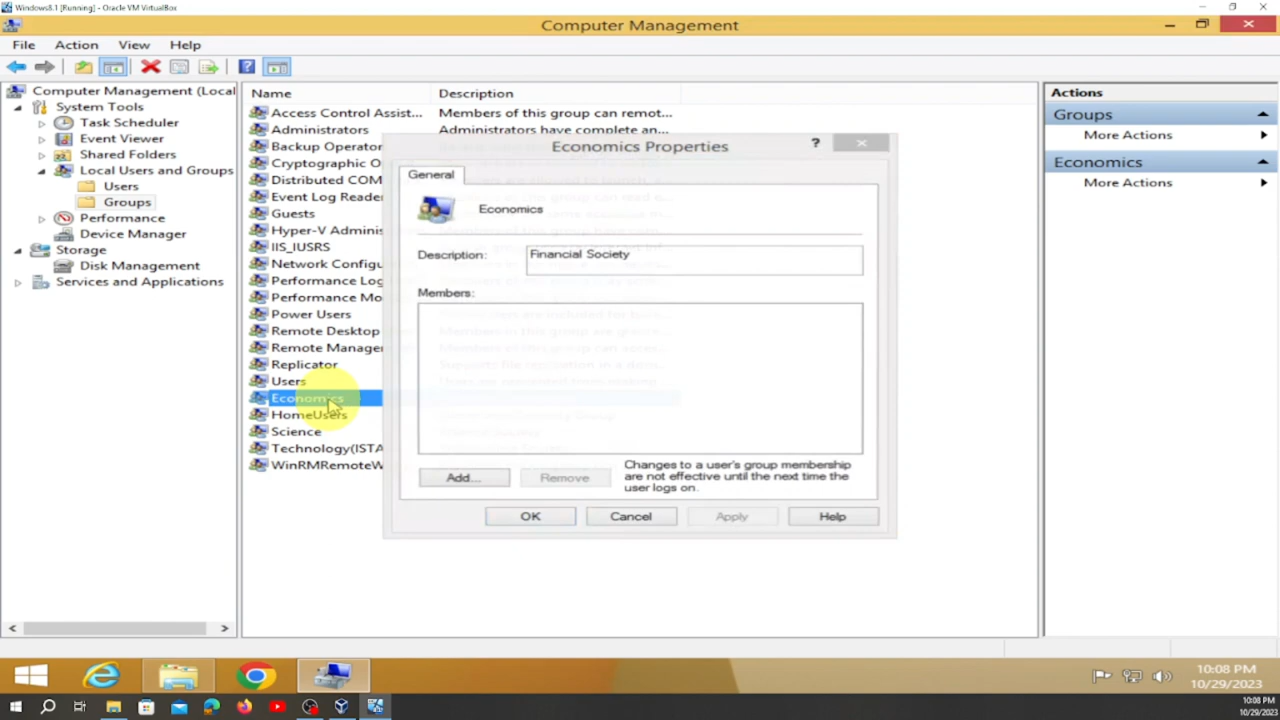 Windows8.1 [Running] - Oracle VM VirtualBox
Computer Management
File Action View Help
Computer Management (Local
System Tools
Task Scheduler
Event Viewer
Shared Folders
Local Users and Groups
Users
Groups
Performance
Device Manager
Storage
Disk Management
Services and Applications
Name Description
Access Control Assist... Members of this group can remot...
Administrators Administrators have complete an...
Backup Operator
Cryptographic O
Distributed COM
Event Log Reade
Guests
Hyper-V Adminis
IIS_IUSRS
Network Configu
Performance Log
Performance Mo
Power Users
Remote Desktop
Remote Manage
Replicator
Users
Economics
HomeUsers
Science
Technology(ISTA
WinRMRemoteW
Economics Properties
?
General
Economics
Description: Financial Society
Members:
Add... Remove
Changes to a user's group membership
are not effective until the next time the
user logs on.
OK Cancel Apply Help
Actions
Groups
More Actions
Economics
More Actions
10:08 PM
10/29/2023
10:08 PM
10/29/2023